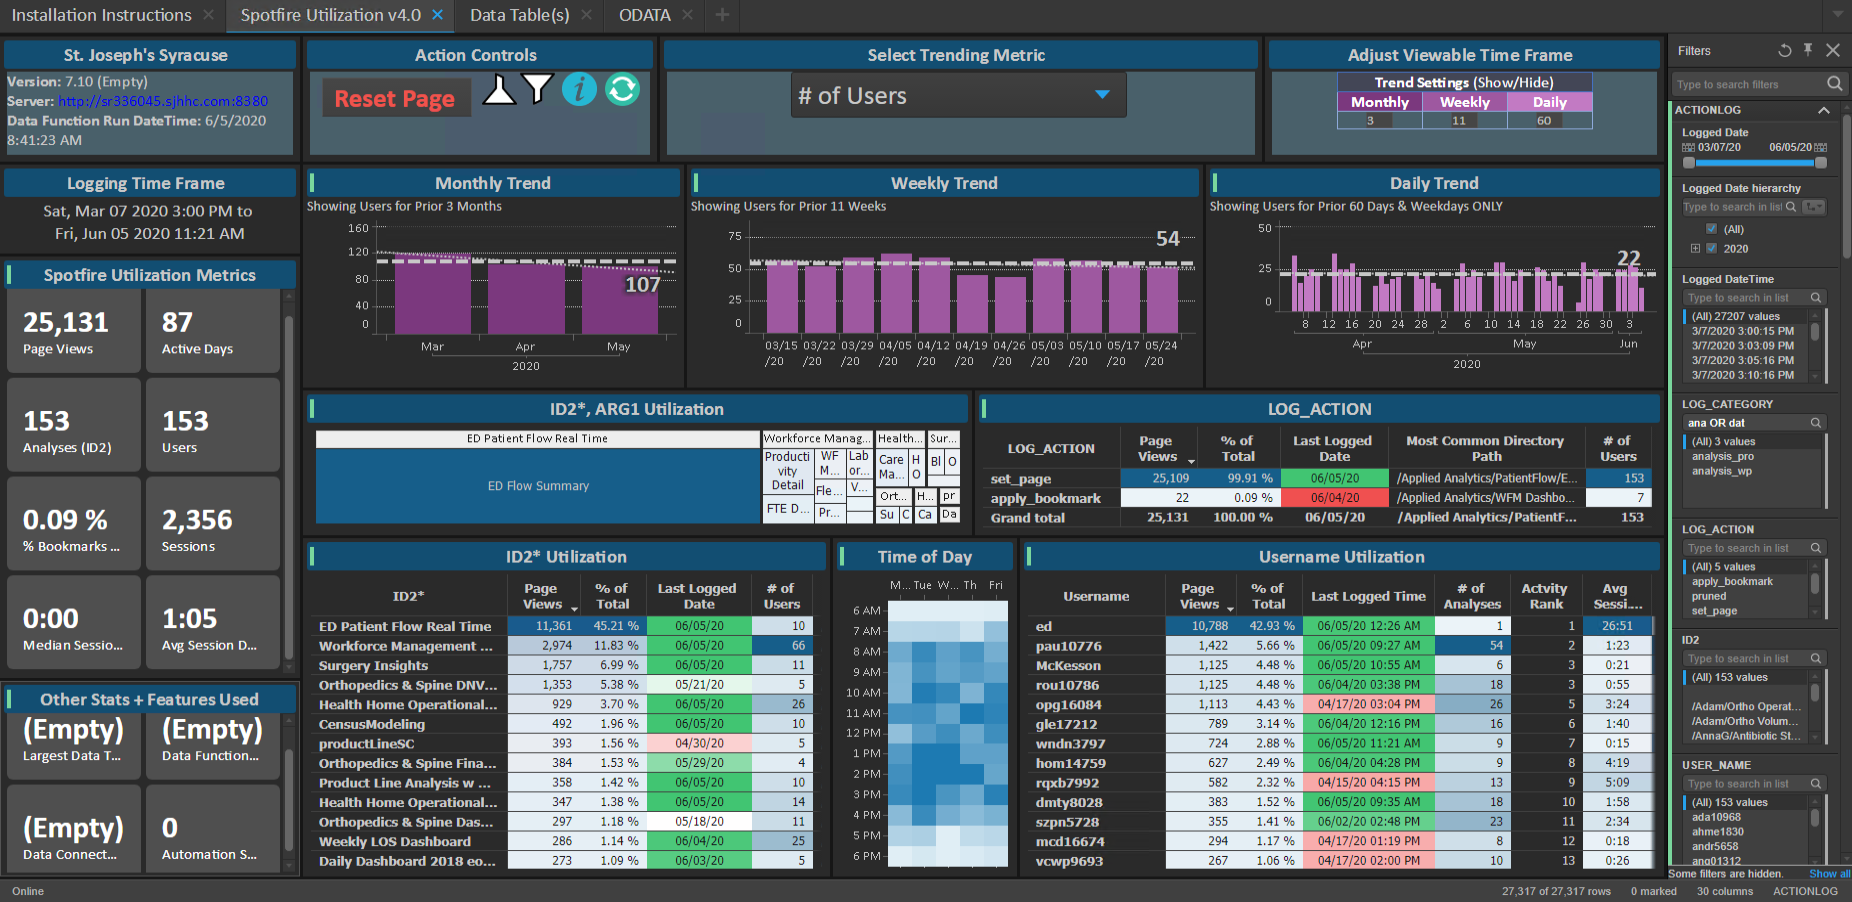 Installation Instructions
Spotfire Utilization v4.0
Data Table(s)
ODATA
St. Joseph's Syracuse
Version: 7.10 (Empty)
Server: http://sr336045.sjhhc.com:8380
Data Function Run DateTime: 6/5/2020
8:41:23 AM
Action Controls
Reset Page
Select Trending Metric
# of Users
Adjust Viewable Time Frame
Trend Settings (Show/Hide)
Monthly Weekly Daily
3 11 60
Logging Time Frame
Sat, Mar 07 2020 3:00 PM to
Fri, Jun 05 2020 11:21 AM
Spotfire Utilization Metrics
25,131
Page Views
87
Active Days
153
Analyses (ID2)
153
Users
0.09 %
% Bookmarks ...
2,356
Sessions
0:00
Median Sessio...
1:05
Avg Session D...
Other Stats + Features Used
(Empty)
Largest Data T...
(Empty)
Data Function...
(Empty)
Data Connect...
0
Automation S...
Monthly Trend
Showing Users for Prior 3 Months
160
120
80
40
0
107
Mar Apr May
2020
Weekly Trend
Showing Users for Prior 11 Weeks
75
50
25
0
54
03/15 03/22 03/29 04/05 04/12 04/19 04/26 05/03 05/10 05/17 05/24
/20 /20 /20 /20 /20 /20 /20 /20 /20 /20 /20
Daily Trend
Showing Users for Prior 60 Days & Weekdays ONLY
50
25
0
22
8 12 16 20 24 28 2 6 10 14 18 22 26 30 3
Apr May Jun
2020
ID2*, ARG1 Utilization
ED Patient Flow Real Time
ED Flow Summary
Workforce Manag...
Producti
vity
Detail
FTE D...
WF
M...
Fle...
Pr...
Lab
or...
V...
Health...
Care
Ma...
H
O
Ort...
Su
C
H...
Ca
Sur...
Bl
O
pr
Da
LOG_ACTION
LOG_ACTION Page Views % of Total Last Logged Date Most Common Directory Path # of Users
set_page 25,109 99.91 % 06/05/20 /Applied Analytics/PatientFlow/E... 153
apply_bookmark 22 0.09 % 06/04/20 /Applied Analytics/WFM Dashbo... 7
Grand total 25,131 100.00 % 06/05/20 /Applied Analytics/PatientF... 153
ID2* Utilization
ID2* Page Views % of Total Last Logged Date # of Users
ED Patient Flow Real Time 11,361 45.21 % 06/05/20 10
Workforce Management ... 2,974 11.83 % 06/05/20 66
Surgery Insights 1,757 6.99 % 06/05/20 11
Orthopedics & Spine DNV... 1,353 5.38 % 05/21/20 5
Health Home Operational... 929 3.70 % 06/05/20 26
CensusModeling 492 1.96 % 06/05/20 10
productLineSC 393 1.56 % 04/30/20 5
Orthopedics & Spine Fina... 384 1.53 % 05/29/20 4
Product Line Analysis w ... 358 1.42 % 06/05/20 10
Health Home Operational... 347 1.38 % 06/05/20 14
Orthopedics & Spine Das... 297 1.18 % 05/18/20 11
Weekly LOS Dashboard 286 1.14 % 06/04/20 25
Daily Dashboard 2018 eo... 273 1.09 % 06/03/20 5
Time of Day
M... Tue W... Th Fri
6 AM
7 AM
8 AM
9 AM
10 AM
11 AM
12 PM
1 PM
2 PM
3 PM
4 PM
5 PM
6 PM
Username Utilization
Username Page Views % of Total Last Logged Time # of Analyses Actvity Rank Avg Sessi....
ed 10,788 42.93 % 06/05/20 12:26 AM 1 1 26:51
pau10776 1,422 5.66 % 06/05/20 09:27 AM 54 2 1:23
McKesson 1,125 4.48 % 06/05/20 10:55 AM 6 3 0:21
rou10786 1,125 4.48 % 06/04/20 03:38 PM 18 3 0:55
opg16084 1,113 4.43 % 04/17/20 03:04 PM 26 5 3:24
gle17212 789 3.14 % 06/04/20 12:16 PM 16 6 1:40
wndn3797 724 2.88 % 06/05/20 11:21 AM 9 7 0:15
hom14759 627 2.49 % 06/04/20 04:28 PM 9 8 4:19
rqxb7992 582 2.32 % 04/15/20 04:15 PM 13 9 5:09
dmty8028 383 1.52 % 06/05/20 09:35 AM 18 10 1:58
szpn5728 355 1.41 % 06/02/20 02:48 PM 23 11 2:34
mcd16674 294 1.17 % 04/17/20 01:19 PM 8 12 0:18
vcwp9693 267 1.06 % 04/17/20 02:00 PM 10 13 0:26
Filters
Type to search filters
ACTIONLOG
Logged Date
03/07/20 06/05/20
Logged Date hierarchy
Type to search in list
(All)
2020
Logged DateTime
Type to search in list
(All) 27207 values
3/7/2020 3:00:15 PM
3/7/2020 3:03:09 PM
3/7/2020 3:05:16 PM
3/7/2020 3:10:16 PM
LOG_CATEGORY
ana OR dat
(All) 3 values
analysis_pro
analysis_wp
LOG_ACTION
Type to search in list
(All) 5 values
apply_bookmark
pruned
set_page
ID2
Type to search in list
(All) 153 values
/Adam/Ortho Operat...
/Adam/Ortho Volum...
/AnnaG/Antibiotic St...
USER_NAME
Type to search in list
(All) 153 values
ada10968
ahme1830
andr5658
ang01312
Some filters are hidden. Show all
Online
27,317 of 27,317 rows 0 marked 30 columns ACTIONLOG